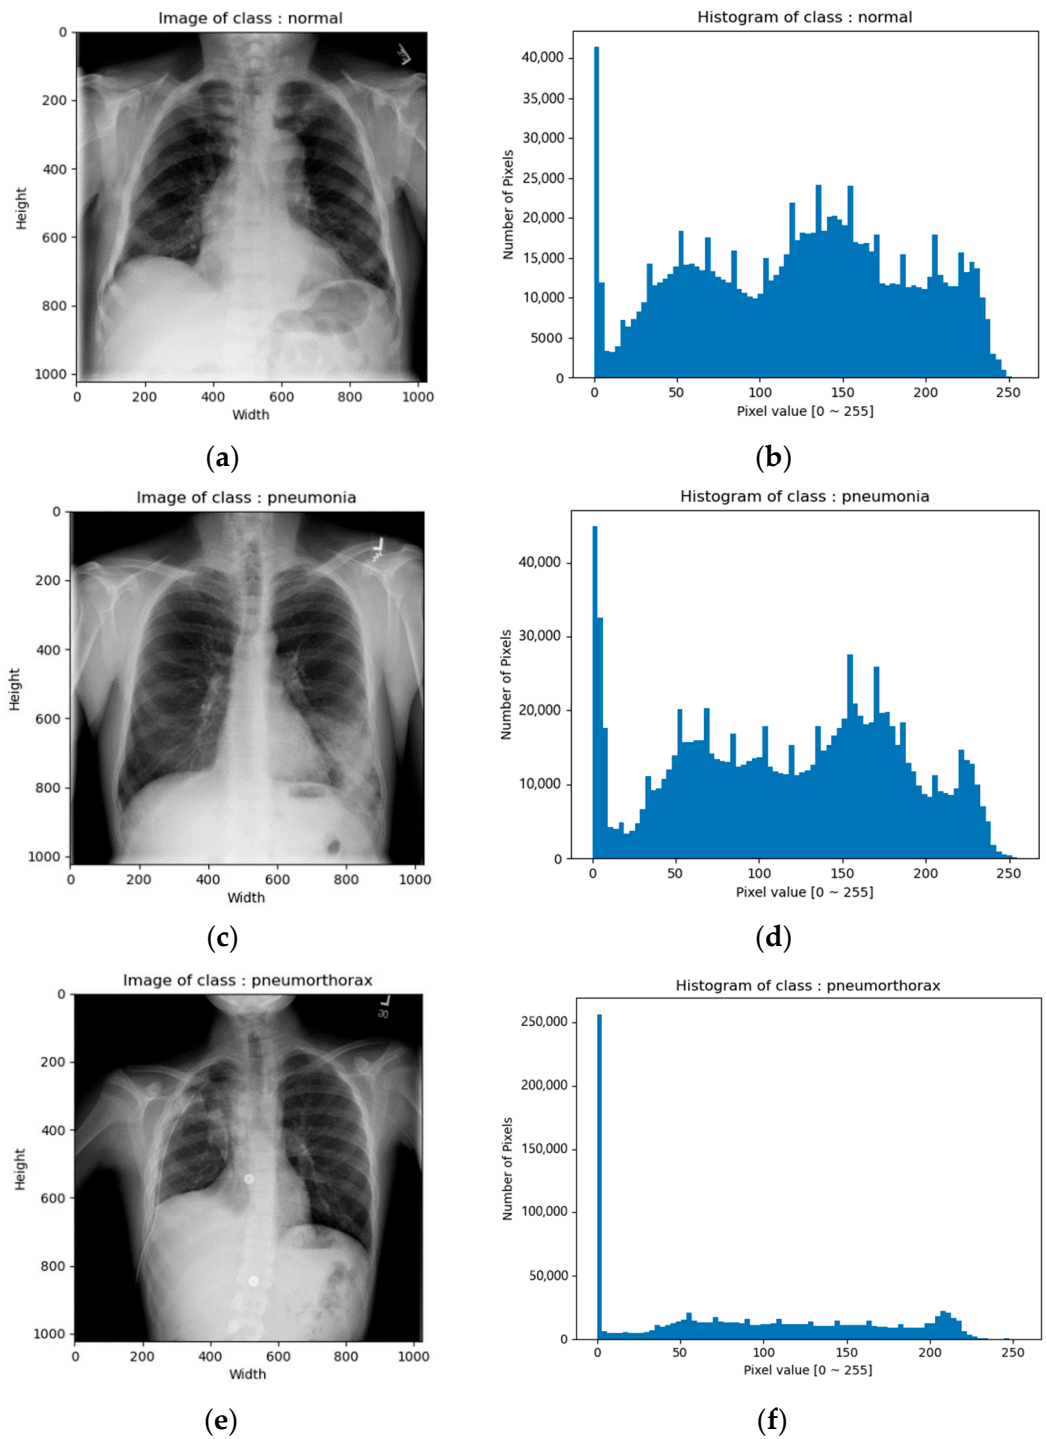 Image of class : normal
0
200
400
600
800
1000
Height
0 200 400 600 800 1000
Width
(a)
Histogram of class : normal
40,000
35,000
30,000
25,000
20,000
15,000
10,000
5000
0
Number of Pixels
0 50 100 150 200 250
Pixel value [0 ~ 255]
(b)
Image of class : pneumonia
0
200
400
600
800
1000
Height
0 200 400 600 800 1000
Width
(c)
Histogram of class : pneumonia
40,000
30,000
20,000
10,000
0
Number of Pixels
0 50 100 150 200 250
Pixel value [0 ~ 255]
(d)
Image of class : pneumorthorax
0
200
400
600
800
1000
Height
0 200 400 600 800 1000
Width
(e)
Histogram of class : pneumorthorax
250,000
200,000
150,000
100,000
50,000
0
Number of Pixels
0 50 100 150 200 250
Pixel value [0 ~ 255]
(f)